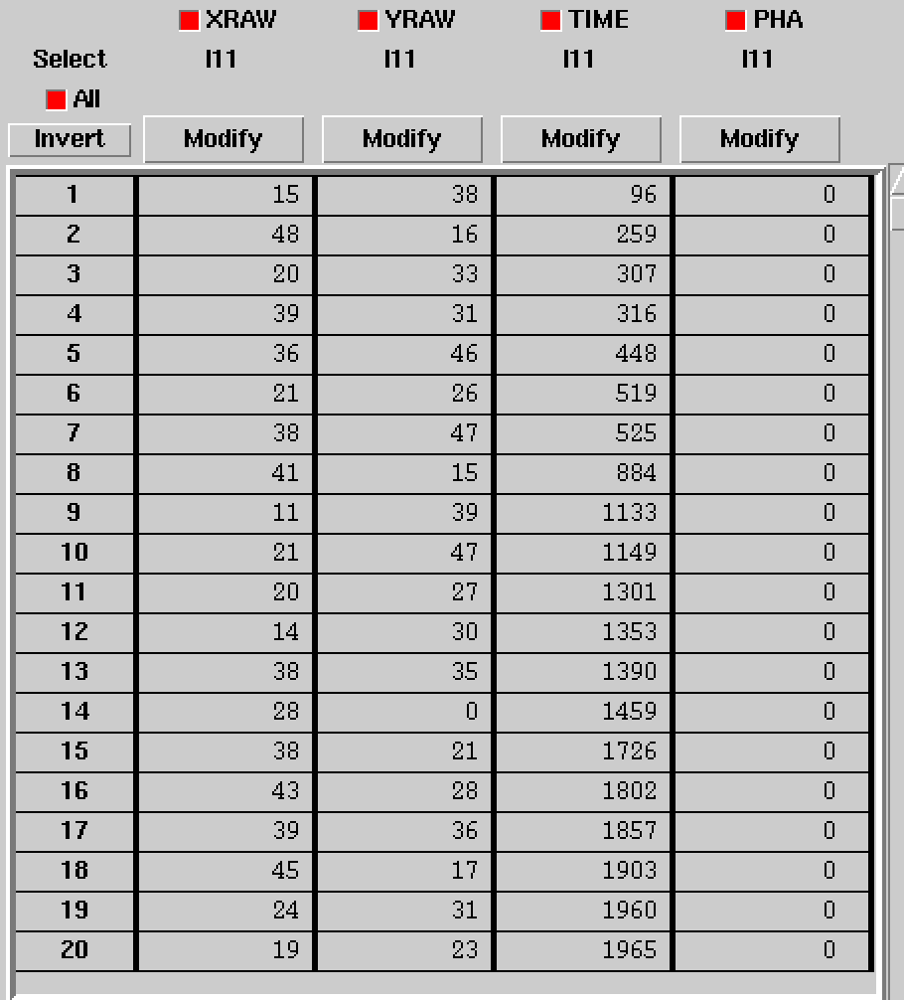 XRAW YRAW TIME PHA
Select I11 I11 I11 I11
All
Invert Modify Modify Modify Modify
1 15 38 96 0
2 48 16 259 0
3 20 33 307 0
4 39 31 316 0
5 36 46 448 0
6 21 26 519 0
7 38 47 525 0
8 41 15 884 0
9 11 39 1133 0
10 21 47 1149 0
11 20 27 1301 0
12 14 30 1353 0
13 38 35 1390 0
14 28 0 1459 0
15 38 21 1726 0
16 43 28 1802 0
17 39 36 1857 0
18 45 17 1903 0
19 24 31 1960 0
20 19 23 1965 0